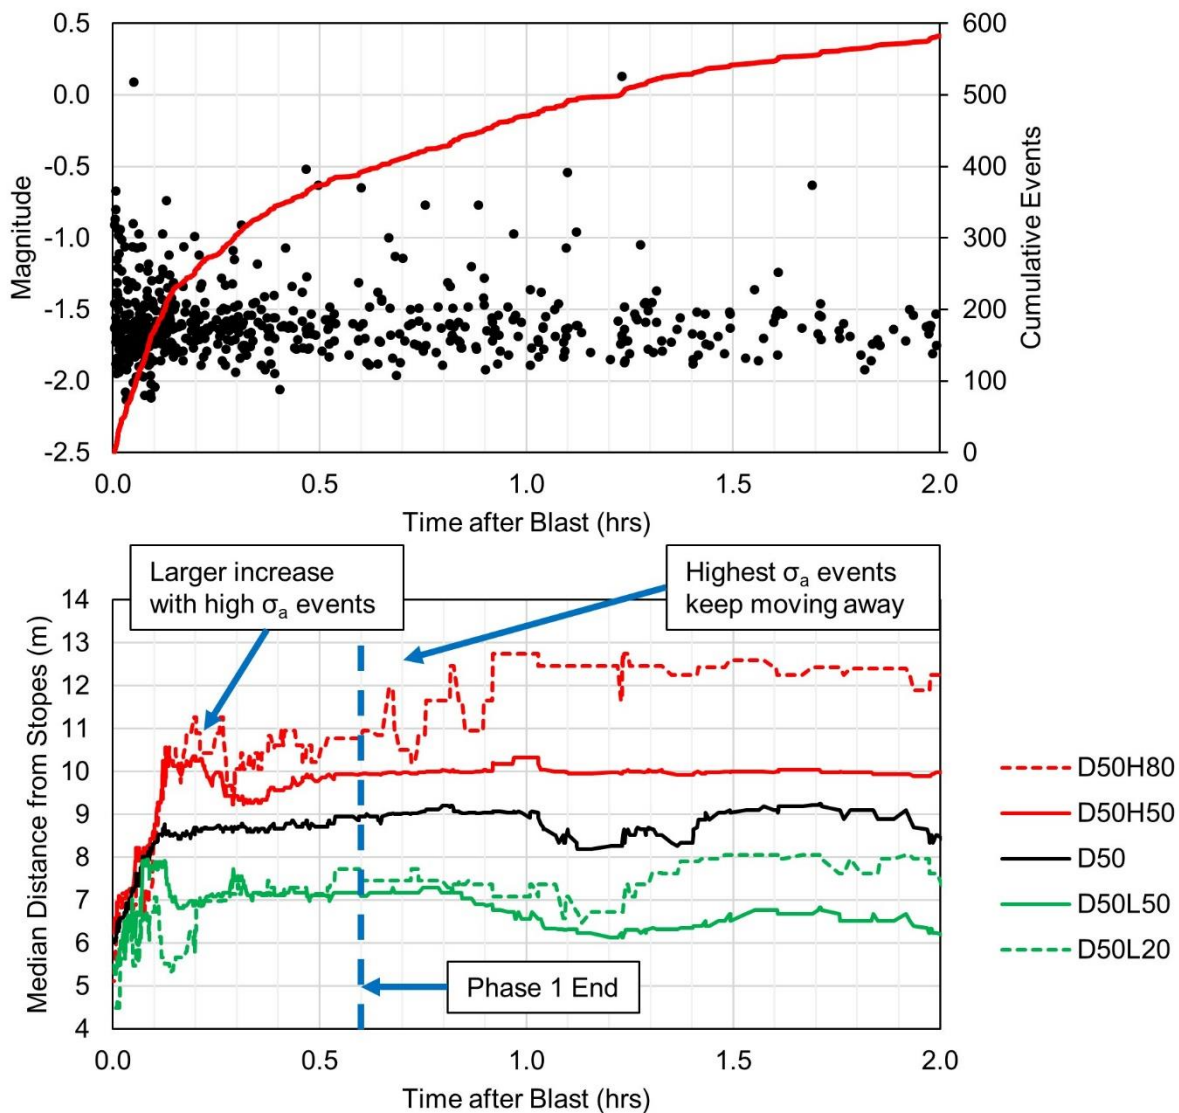 0.5
0.0
-0.5
-1.0
-1.5
-2.0
-2.5
Magnitude
600
500
400
300
200
100
0
Cumulative Events
0.0 0.5 1.0 1.5 2.0
Time after Blast (hrs)
Larger increase
with high σa events
Highest σa events
keep moving away
14
13
12
11
10
9
8
7
6
5
4
Median Distance from Stopes (m)
Phase 1 End
D50H80
D50H50
D50
D50L50
D50L20
0.0 0.5 1.0 1.5 2.0
Time after Blast (hrs)